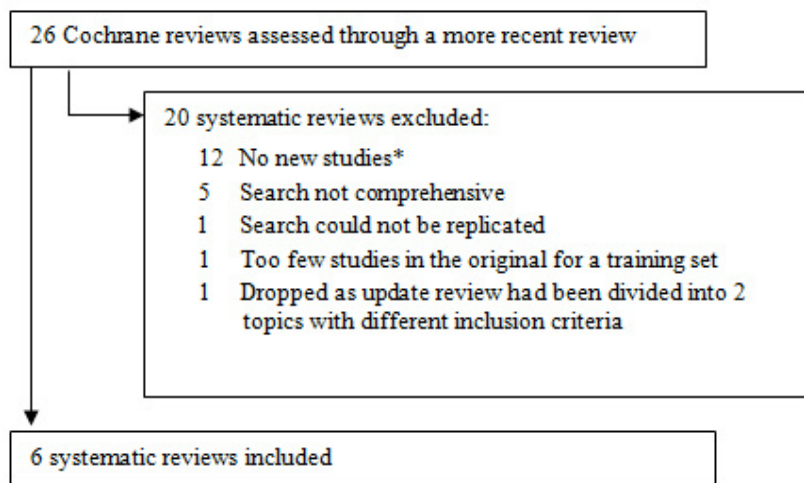 26 Cochrane reviews assessed through a more recent review
20 systematic reviews excluded:
12 No new studies*
5 Search not comprehensive
1 Search could not be replicated
1 Too few studies in the original for a training set
1 Dropped as update review had been divided into 2
topics with different inclusion criteria
6 systematic reviews included